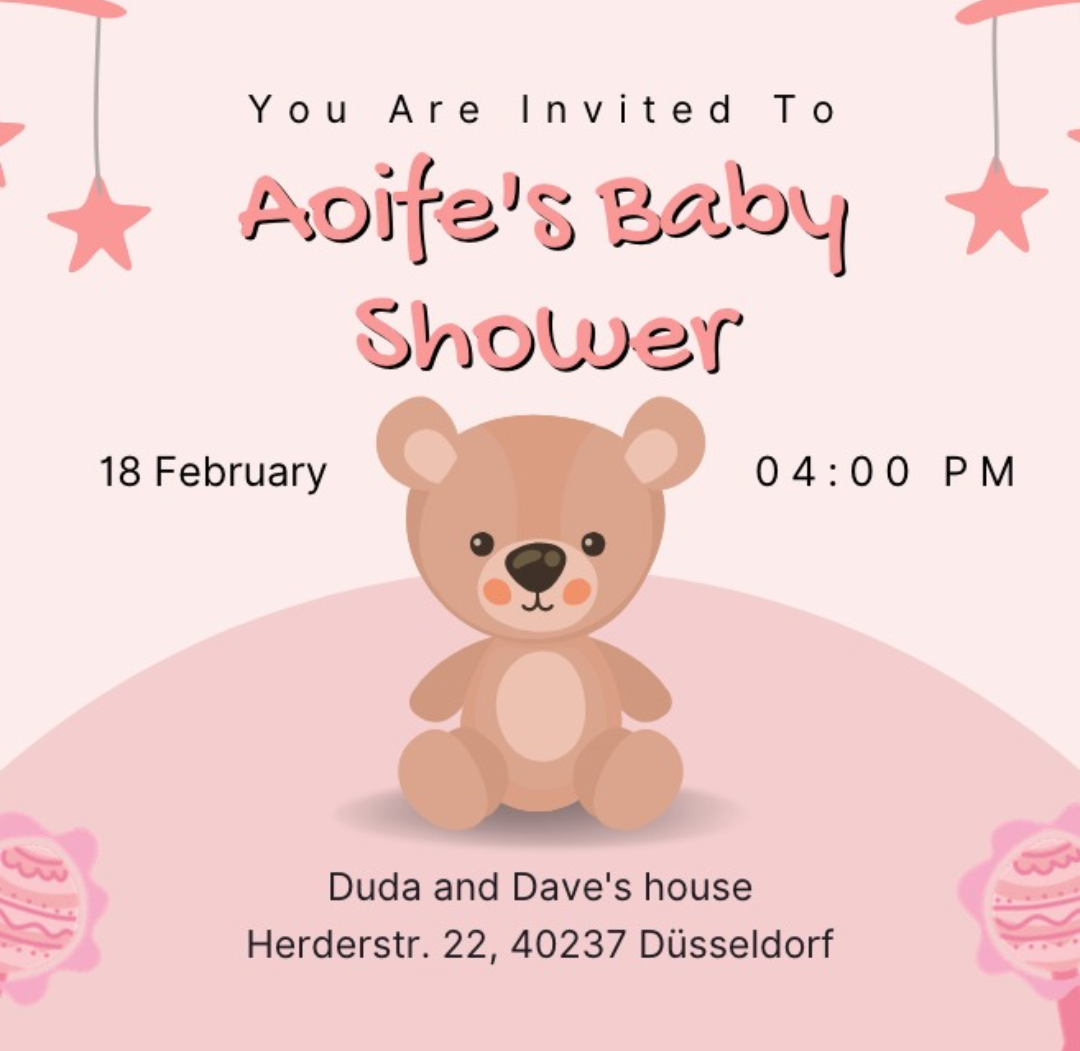 You Are Invited To
Aoife's Baby
Shower
18 February
04:00 PM
Duda and Dave's house
Herderstr. 22, 40237 Düsseldorf